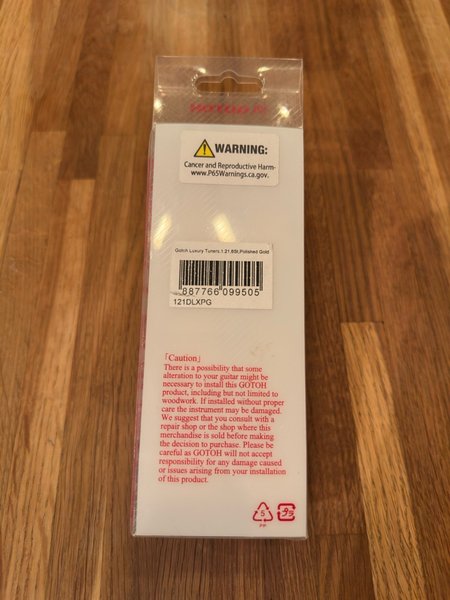 WARNING:
Cancer and Reproductive Harm-
www.P65Warnings.ca.gov.
Gotoh Luxury Tuners,1:21,6St,Polished Gold
887766 099505
121DLXPG
「Caution」
There is a possibility that some
alteration to your guitar might be
necessary to install this GOTOH
product, including but not limited to
woodwork. If installed without proper
care the instrument may be damaged.
We suggest that you consult with a
repair shop or the shop where this
merchandise is sold before making
the decision to purchase. Please be
careful as GOTOH will not accept
responsibility for any damage caused
or issues arising from your installation
of this product.
5
PP
プラ